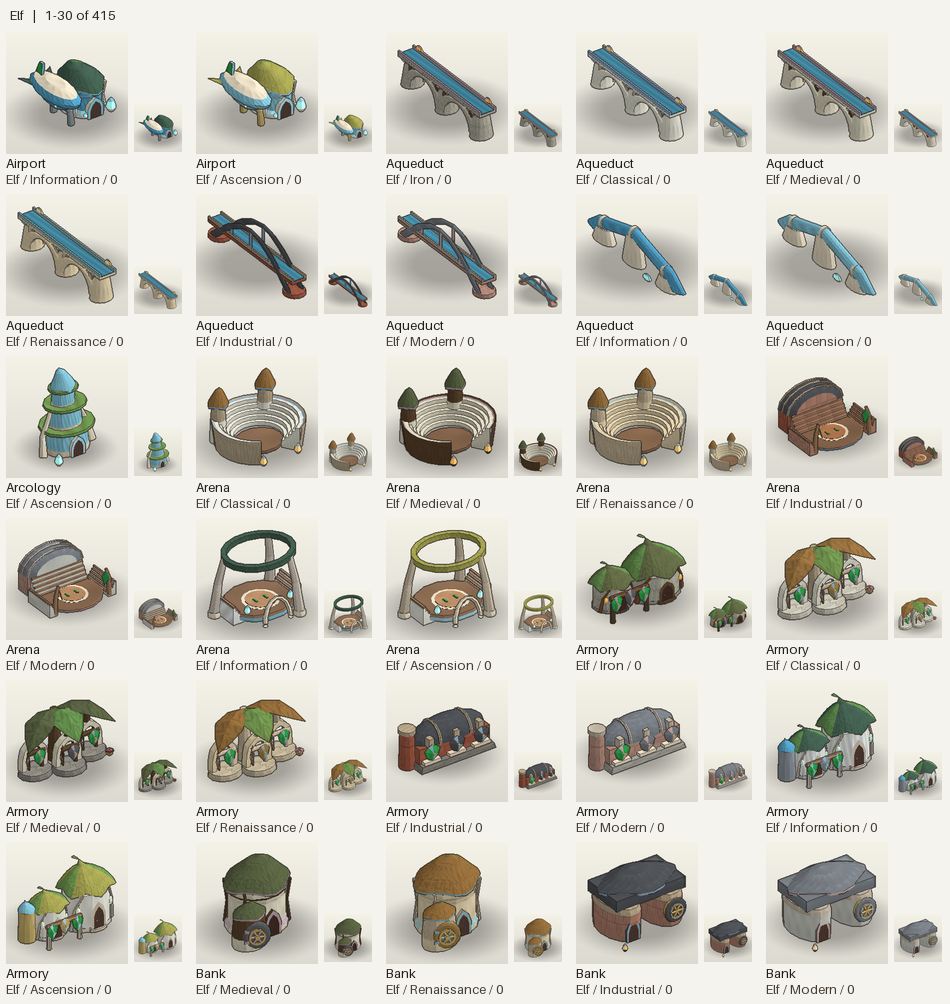 Elf | 1-30 of 415
Airport
Elf / Information / 0
Airport
Elf / Ascension / 0
Aqueduct
Elf / Iron / 0
Aqueduct
Elf / Classical / 0
Aqueduct
Elf / Medieval / 0
Aqueduct
Elf / Renaissance / 0
Aqueduct
Elf / Industrial / 0
Aqueduct
Elf / Modern / 0
Aqueduct
Elf / Information / 0
Aqueduct
Elf / Ascension / 0
Arcology
Elf / Ascension / 0
Arena
Elf / Classical / 0
Arena
Elf / Medieval / 0
Arena
Elf / Renaissance / 0
Arena
Elf / Industrial / 0
Arena
Elf / Modern / 0
Arena
Elf / Information / 0
Arena
Elf / Ascension / 0
Armory
Elf / Iron / 0
Armory
Elf / Classical / 0
Armory
Elf / Medieval / 0
Armory
Elf / Renaissance / 0
Armory
Elf / Industrial / 0
Armory
Elf / Modern / 0
Armory
Elf / Information / 0
Armory
Elf / Ascension / 0
Bank
Elf / Medieval / 0
Bank
Elf / Renaissance / 0
Bank
Elf / Industrial / 0
Bank
Elf / Modern / 0